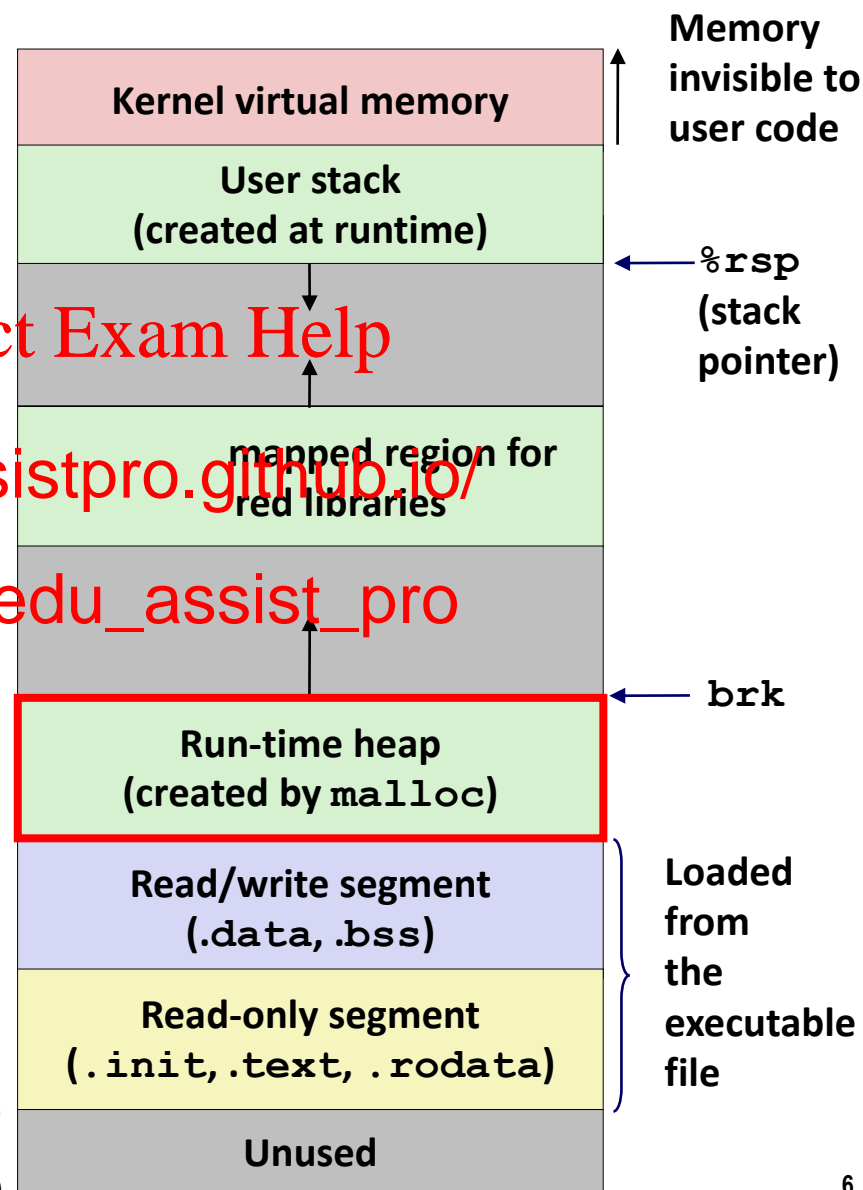 Memory
invisible to
user code
Kernel virtual memory
User stack
(created at runtime)
%rsp
(stack
pointer)
ct Exam Help
mapped region for
red libraries
sistpro.github.io/
edu_assist_pro
brk
Run-time heap
(created by malloc)
Read/write segment
(.data, .bss)
Loaded
from
the
executable
file
Read-only segment
(.init, .text, .rodata)
Unused
6